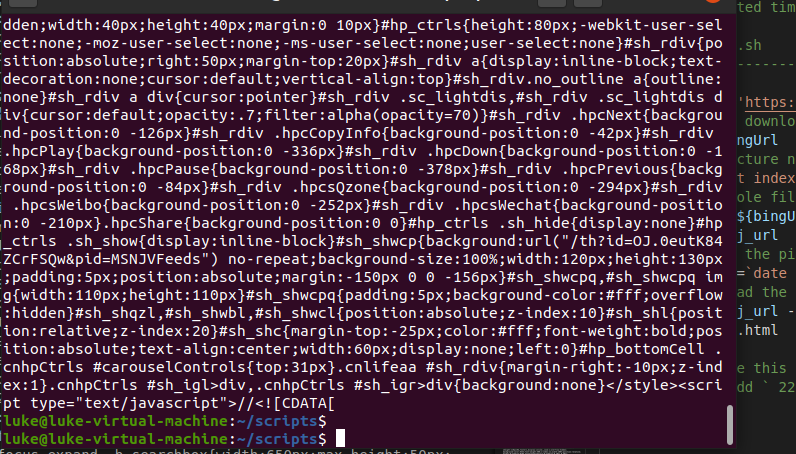 dden;width:40px;height:40px;margin:0 10px}#hp_ctrls{height:80px;-webkit-user-sel
ect:none;-moz-user-select:none;-ms-user-select:none;user-select:none}#sh_rdiv{po
sition:absolute;right:50px;margin-top:20px}#sh_rdiv a{display:inline-block;text-
decoration:none;cursor:default;vertical-align:top}#sh_rdiv.no_outline a{outline:
none}#sh_rdiv a div{cursor:pointer}#sh_rdiv .sc_lightdis,#sh_rdiv .sc_lightdis d
iv{cursor:default;opacity:.7;filter:alpha(opacity=70)}#sh_rdiv .hpcNext{backgrou
nd-position:0 -126px}#sh_rdiv .hpcCopyInfo{background-position:0 -42px}#sh_rdiv
.hpcPlay{background-position:0 -336px}#sh_rdiv .hpcDown{background-position:0 -1
68px}#sh_rdiv .hpcPause{background-position:0 -378px}#sh_rdiv .hpcPrevious{backg
round-position:0 -84px}#sh_rdiv .hpcsQzone{background-position:0 -294px}#sh_rdiv
.hpcsWeibo{background-position:0 -252px}#sh_rdiv .hpcsWechat{background-positio
n:0 -210px}.hpcShare{background-position:0 0}#hp_ctrls .sh_hide{display:none}#hp
_ctrls .sh_show{display:inline-block}#sh_shwcp{background:url("/th?id=OJ.0eutK84
ZCrFSQw&pid=MSNJVFeeds") no-repeat;background-size:100%;width:120px;height:130px
;padding:5px;position:absolute;margin:-150px 0 0 -156px}#sh_shwcpq,#sh_shwcpq im
g{width:110px;height:110px}#sh_shwcpq{padding:5px;background-color:#fff;overflow
:hidden}#sh_shqzl,#sh_shwbl,#sh_shwcl{position:absolute;z-index:10}#sh_shl{posit
ion:relative;z-index:20}#sh_shc{margin-top:-25px;color:#fff;font-weight:bold;pos
ition:absolute;text-align:center;width:60px;display:none;left:0}#hp_bottomCell .
cnhpCtrls #carouselControls{top:31px}.cnlifeaa #sh_rdiv{margin-right:-10px;z-ind
ex:1}.cnhpCtrls #sh_igl>div,.cnhpCtrls #sh_igr>div{background:none}</style><scri
pt type="text/javascript">//<![CDATA[
luke@luke-virtual-machine:~/scripts$
luke@luke-virtual-machine:~/scripts$
ted tim
.sh
--------
'https:
downlo
ngUrl
cture n
t index
ole fil
${bingU
j_url
the pi
=`date
ad the
j_url -
.html
e this
dd ` 22